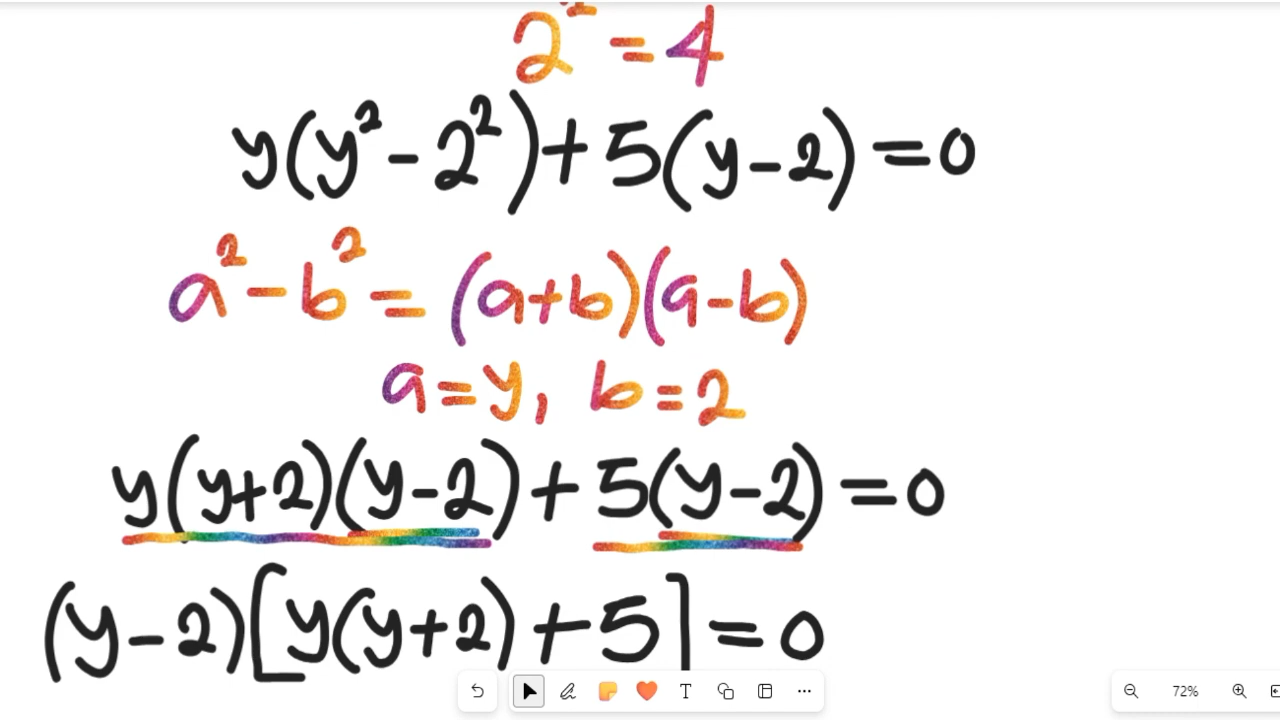 2² = 4
y(y² - 2²) + 5(y - 2) = 0
a² - b² = (a+b)(a-b)
a = y, b = 2
y(y+2)(y-2) + 5(y-2) = 0
(y-2)[y(y+2) + 5] = 0
T
72%